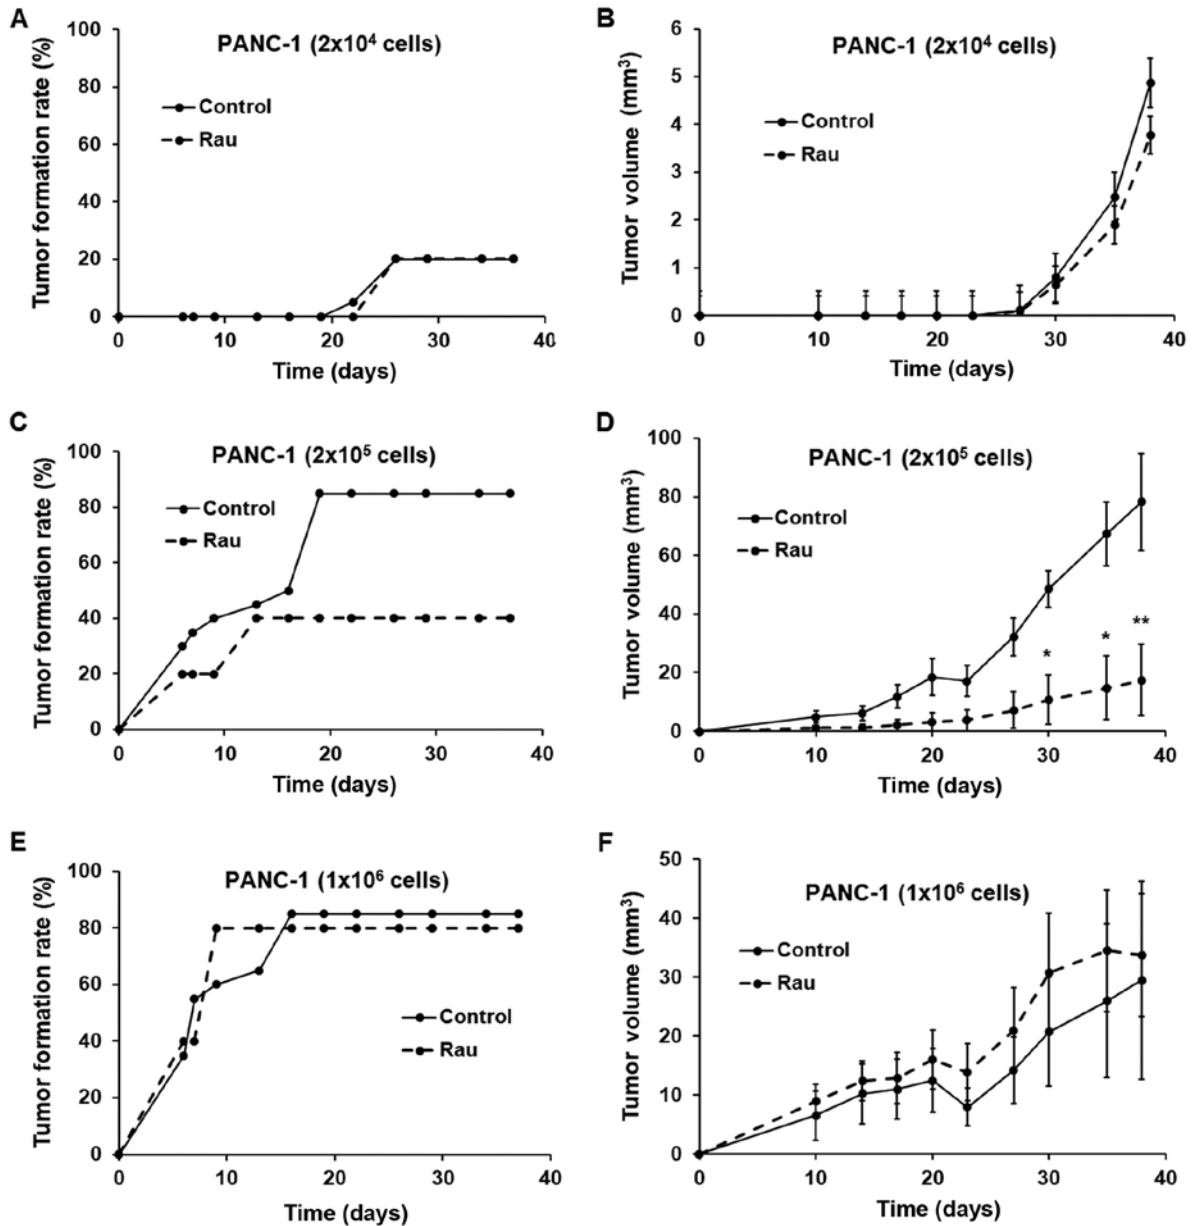 A
PANC-1 (2x10⁴ cells)
Tumor formation rate (%)
100
80
60
40
20
0
Control
Rau
0 10 20 30 40
Time (days)
B
PANC-1 (2x10⁴ cells)
Tumor volume (mm³)
6
5
4
3
2
1
0
Control
Rau
0 10 20 30 40
Time (days)
C
PANC-1 (2x10⁵ cells)
Tumor formation rate (%)
100
80
60
40
20
0
Control
Rau
0 10 20 30 40
Time (days)
D
PANC-1 (2x10⁵ cells)
Tumor volume (mm³)
100
80
60
40
20
0
Control
Rau
* * **
0 10 20 30 40
Time (days)
E
PANC-1 (1x10⁶ cells)
Tumor formation rate (%)
100
80
60
40
20
0
Control
Rau
0 10 20 30 40
Time (days)
F
PANC-1 (1x10⁶ cells)
Tumor volume (mm³)
50
40
30
20
10
0
Control
Rau
0 10 20 30 40
Time (days)